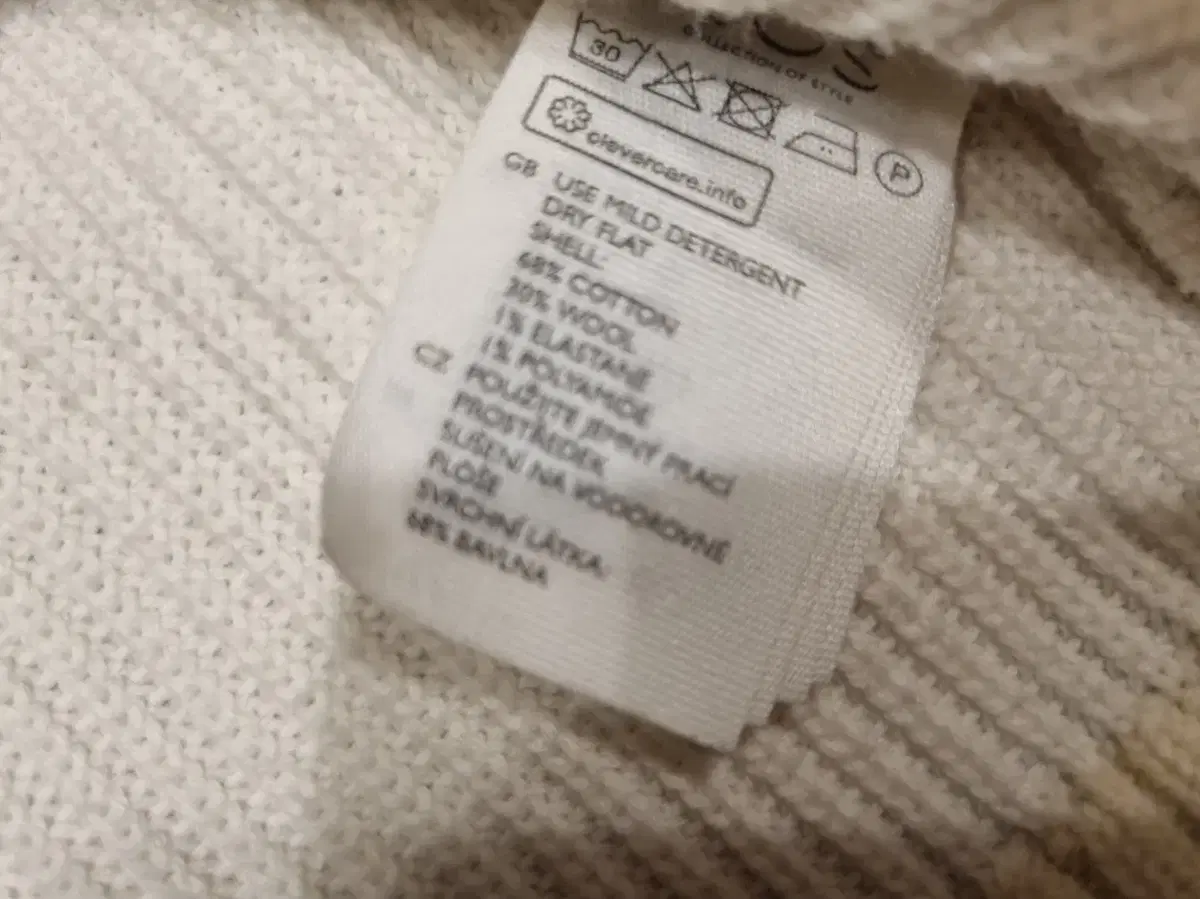 COLLECTION OF STYLE
30
P
clevercare.info
GB USE MILD DETERGENT
DRY FLAT
SHELL:
68% COTTON
30% WOOL
1% ELASTANE
1% POLYAMIDE
CZ POUŽIJTE JEMNÝ PRACÍ
PROSTŘEDEK
SUŠENÍ NA VODOROVNÉ
PLOŠE
SVRCHNÍ LÁTKA:
68% BAVLNA